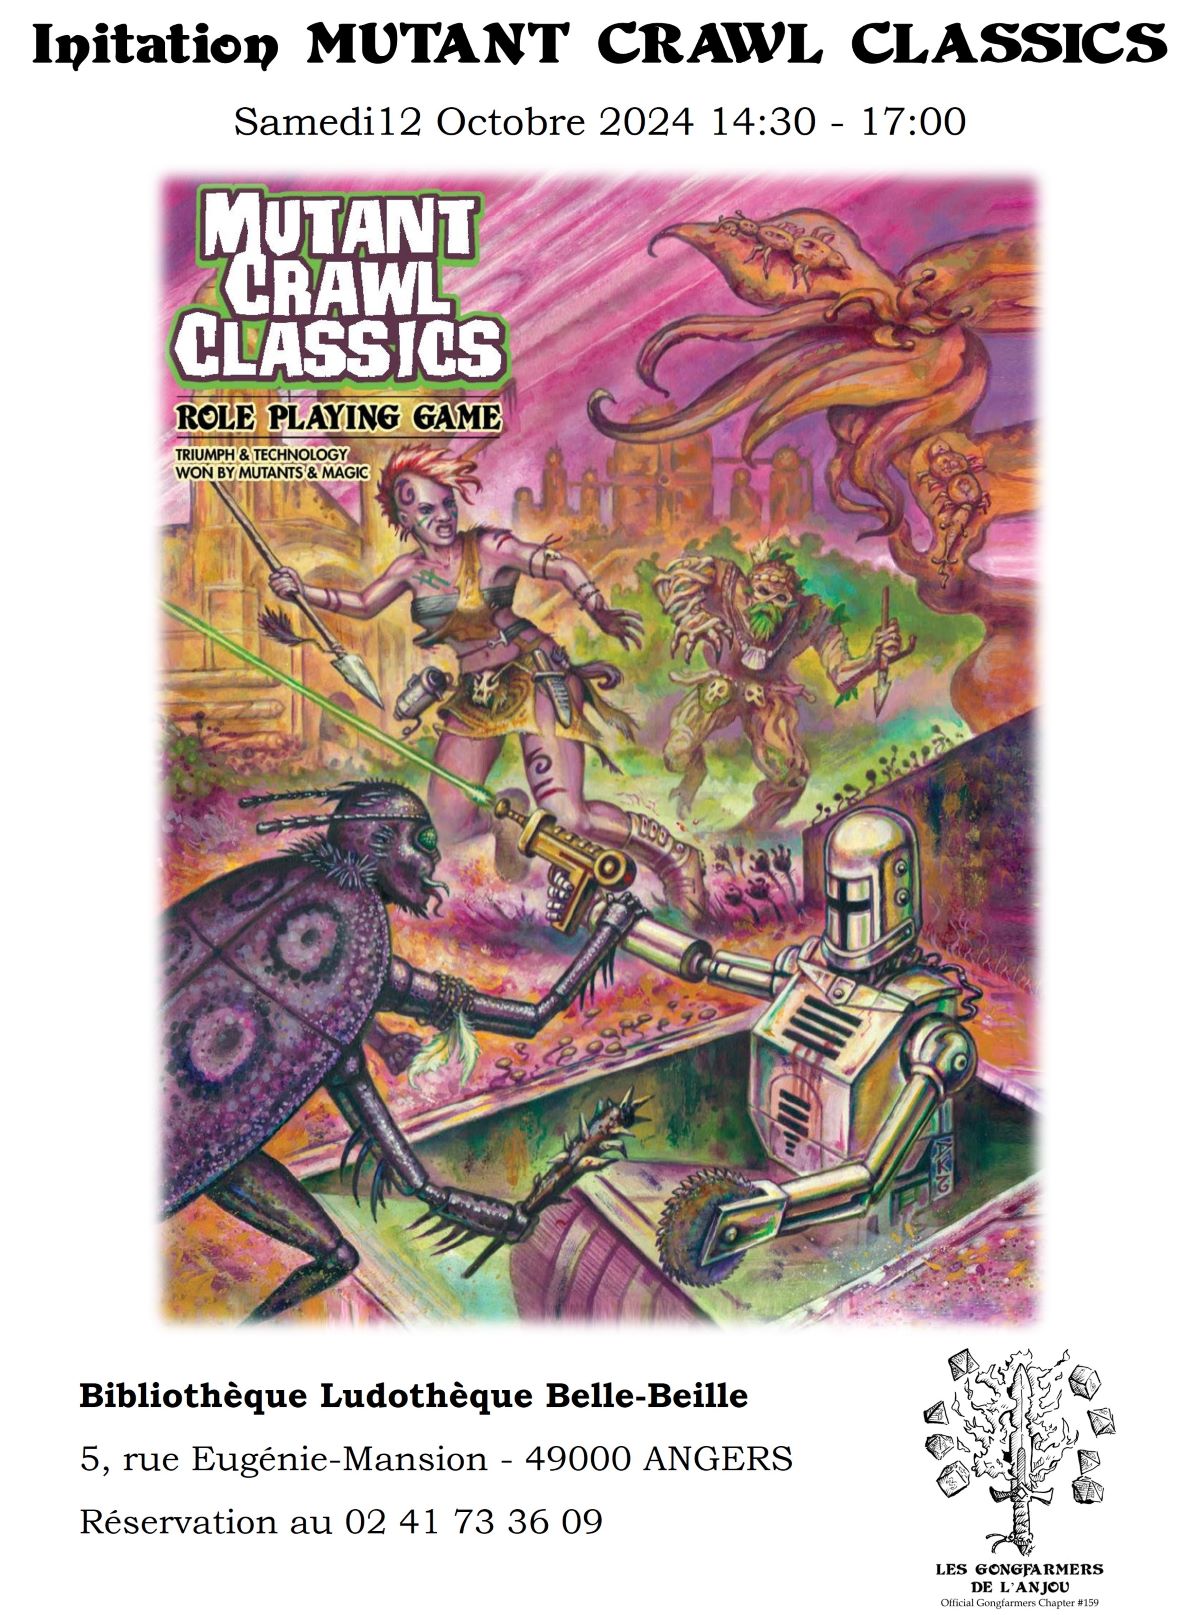 Initation MUTANT CRAWL CLASSICS
Samedi12 Octobre 2024 14:30 - 17:00
MUTANT
CRAWL
CLASSICS
ROLE PLAYING GAME
TRIUMPH & TECHNOLOGY
WON BY MUTANTS & MAGIC
Bibliothèque Ludothèque Belle-Beille
5, rue Eugénie-Mansion - 49000 ANGERS
Réservation au 02 41 73 36 09
LES GONGFARMERS
DE L'ANJOU
Official Gongfarmers Chapter #159